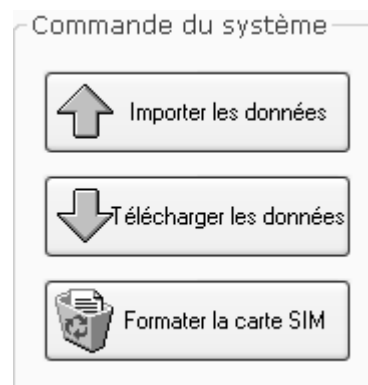 Commande du système
Importer les données
Télécharger les données
Formater la carte SIM